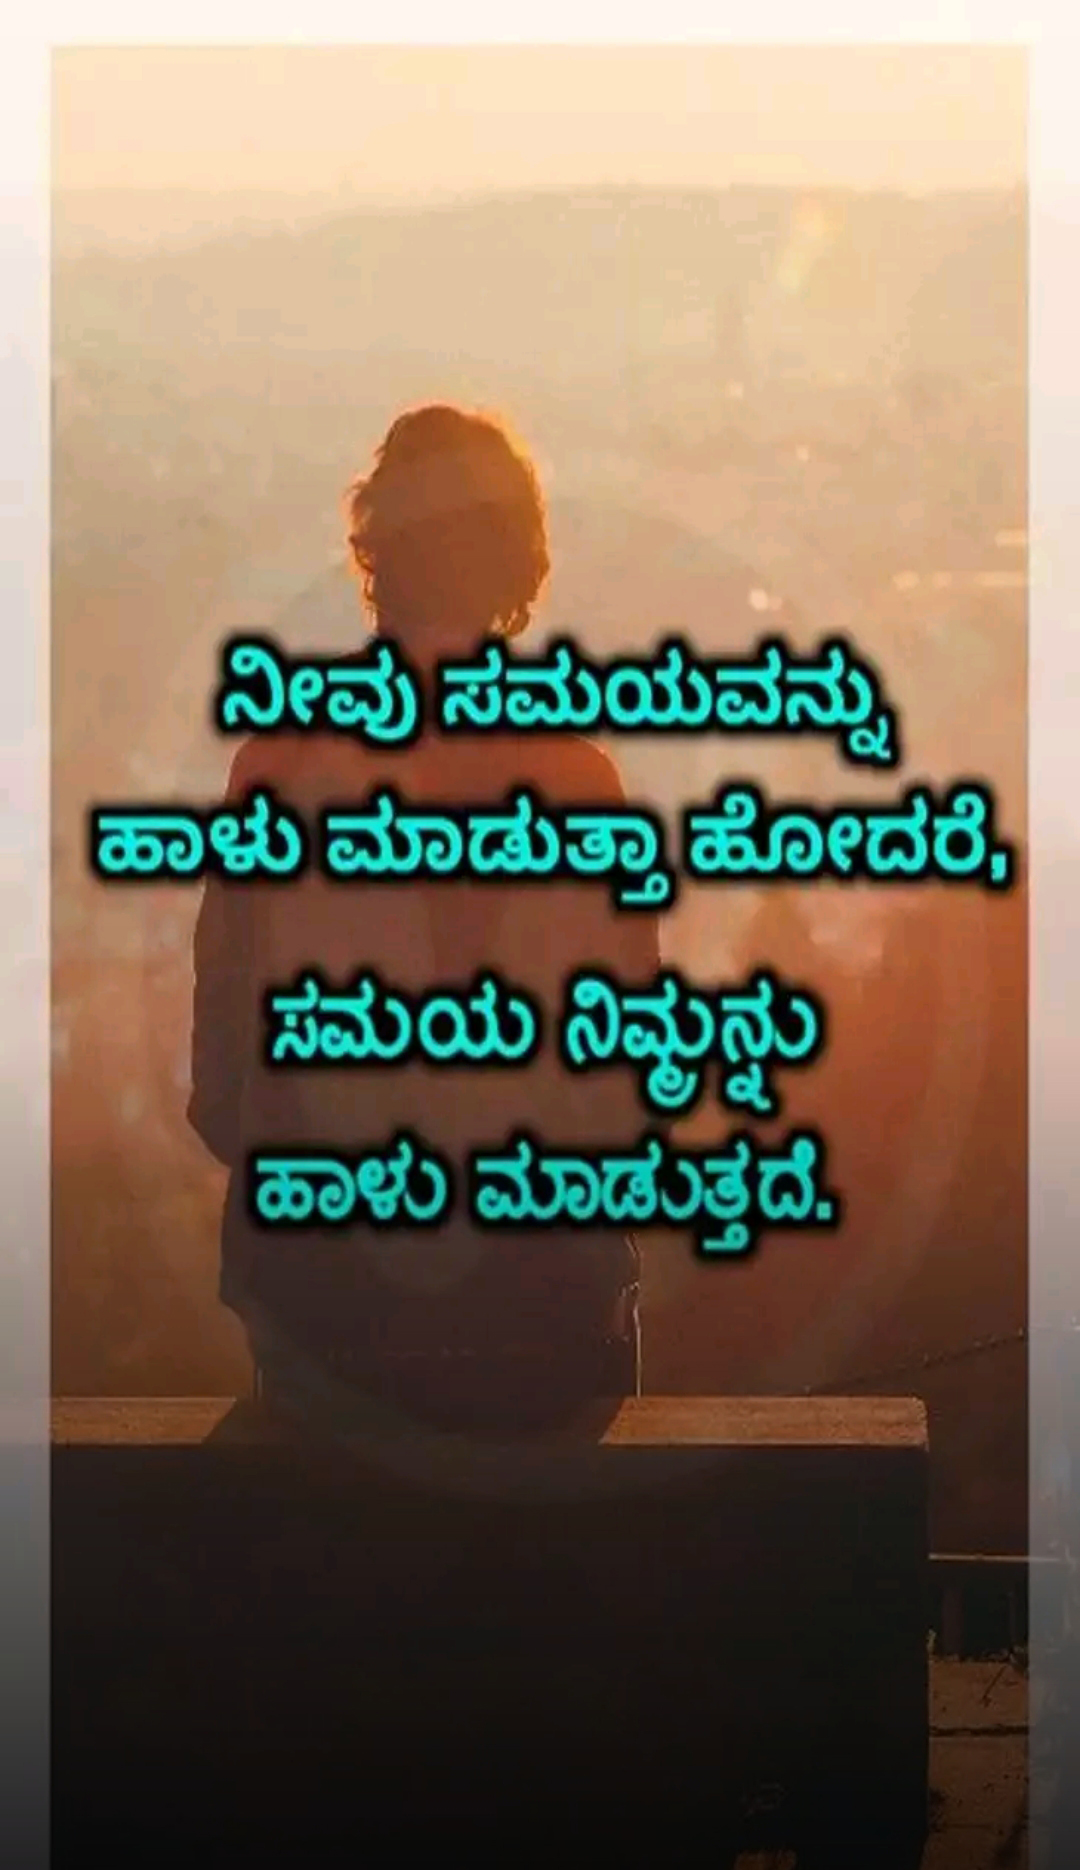 ನೀವು ಸಮಯವನ್ನು
ಹಾಳು ಮಾಡುತ್ತಾ ಹೋದರೆ,
ಸಮಯ ನಿಮ್ಮನ್ನು
ಹಾಳು ಮಾಡುತ್ತದೆ.